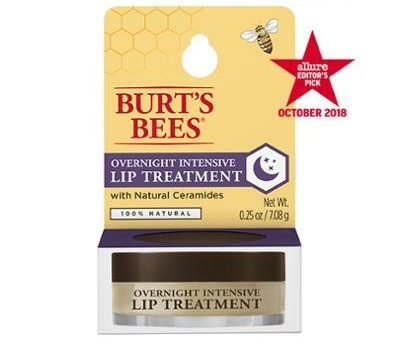 allure
EDITOR'S
PICK
OCTOBER 2018
BURT'S
BEES®
OVERNIGHT INTENSIVE
LIP TREATMENT
with Natural Ceramides
100% NATURAL
Net Wt.
0.25 oz / 7.08 g
OVERNIGHT INTENSIVE
LIP TREATMENT